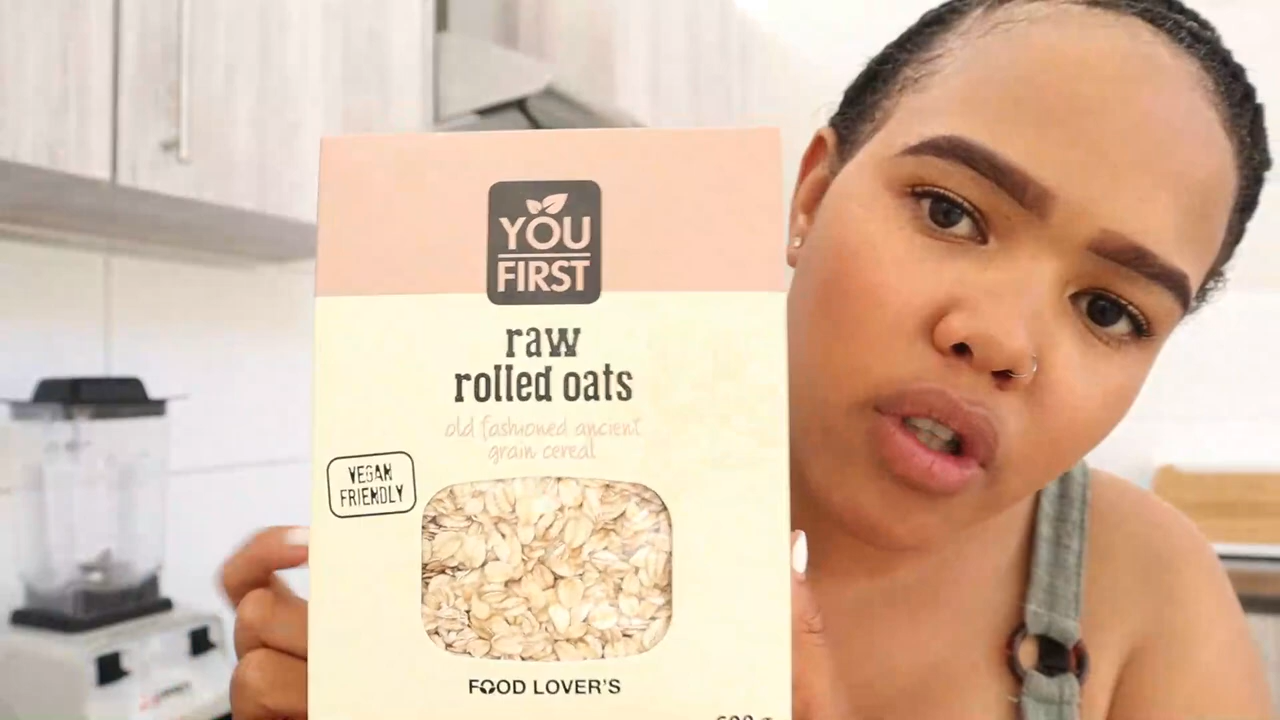 YOU
FIRST
raw
rolled oats
old fashioned ancient
grain cereal
VEGAN
FRIENDLY
FOOD LOVER'S